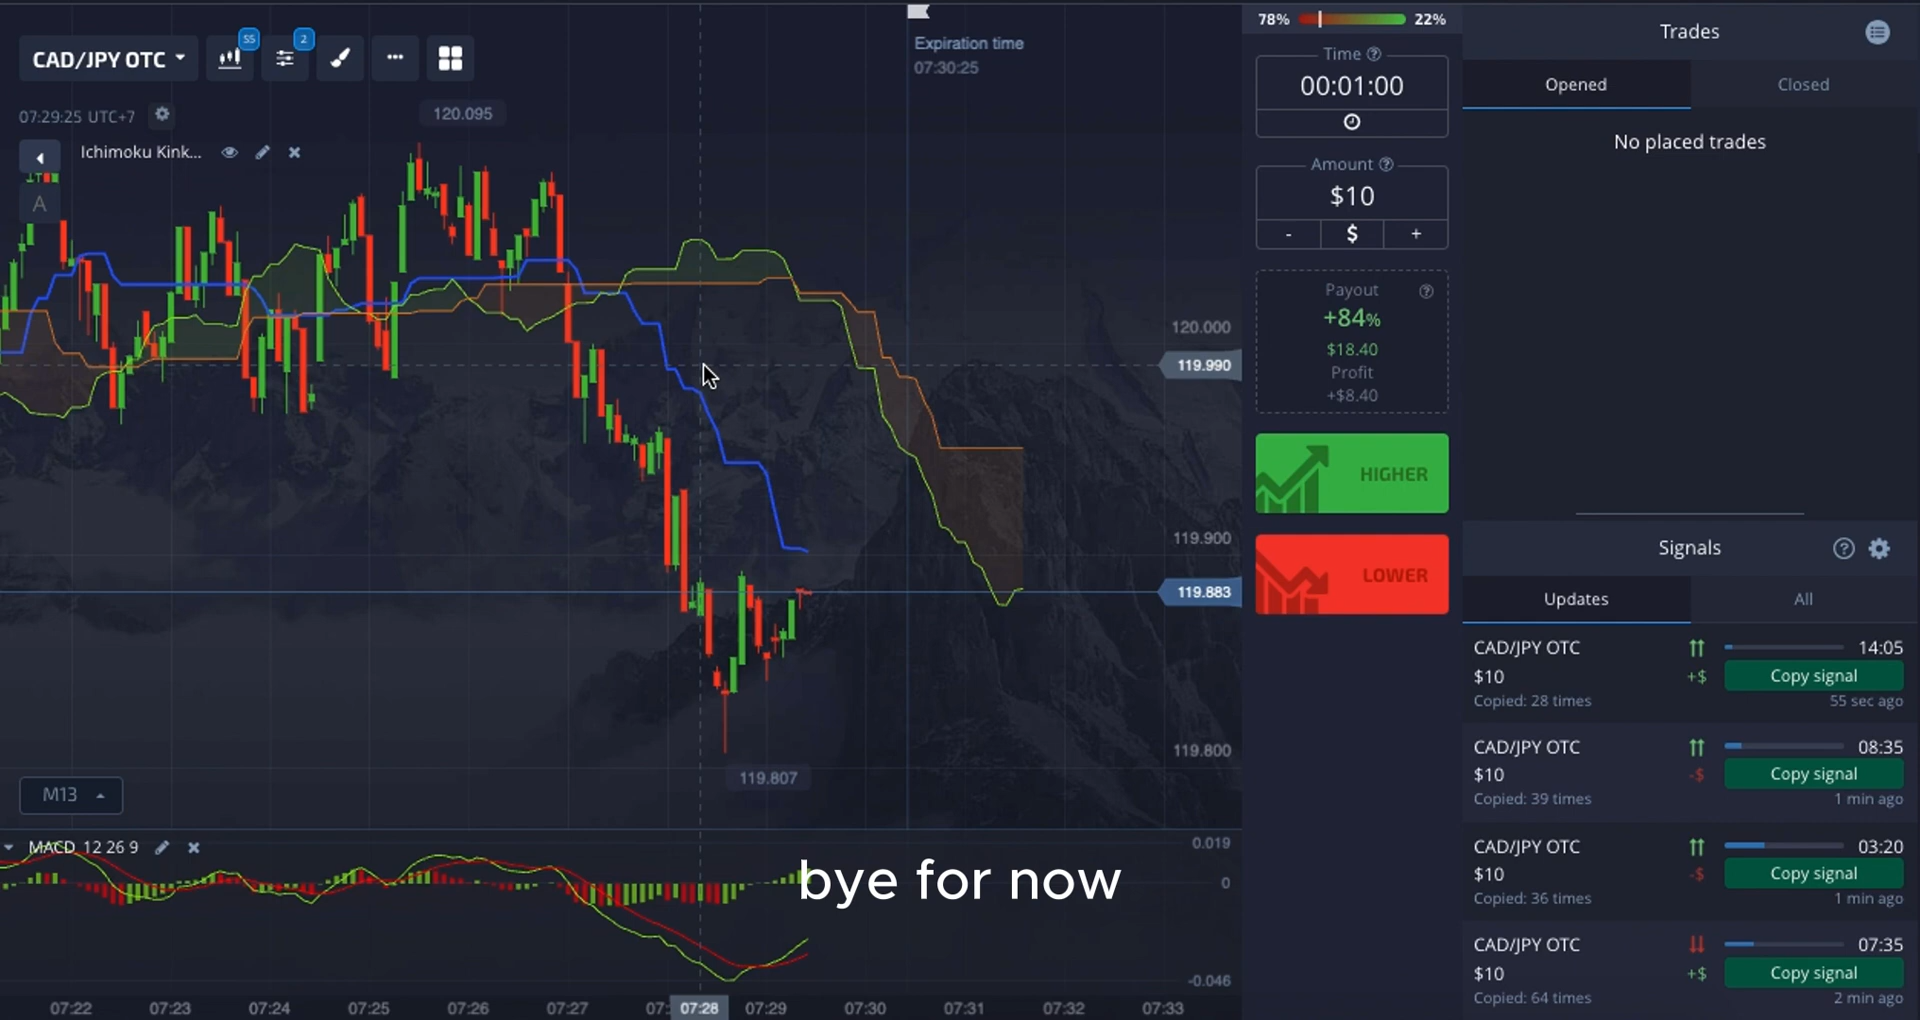 CAD/JPY OTC
55
2
07:29:25 UTC+7
Ichimoku Kink...
A
120.095
Expiration time
07:30:25
120.000
119.990
119.900
119.883
119.800
119.807
M13
MACD 12 26 9
0.019
0
-0.046
bye for now
07:22
07:23
07:24
07:25
07:26
07:27
07:
07:28
07:29
07:30
07:31
07:32
07:33
78%
22%
Time
00:01:00
Amount
$10
- $ +
Payout
+84%
$18.40
Profit
+$8.40
HIGHER
LOWER
Trades
Opened
Closed
No placed trades
Signals
Updates
All
CAD/JPY OTC
14:05
$10
+$
Copy signal
Copied: 28 times
55 sec ago
CAD/JPY OTC
08:35
$10
-$
Copy signal
Copied: 39 times
1 min ago
CAD/JPY OTC
03:20
$10
-$
Copy signal
Copied: 36 times
1 min ago
CAD/JPY OTC
07:35
$10
+$
Copy signal
Copied: 64 times
2 min ago